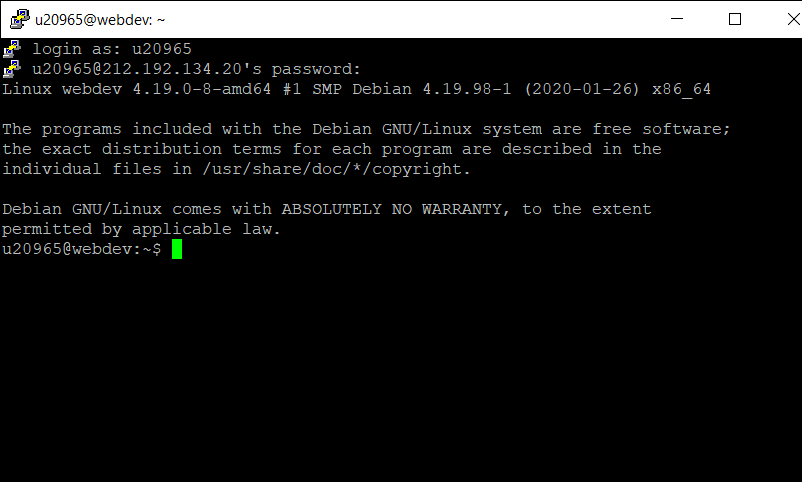 u20965@webdev: ~
login as: u20965
u20965@212.192.134.20's password:
Linux webdev 4.19.0-8-amd64 #1 SMP Debian 4.19.98-1 (2020-01-26) x86_64
The programs included with the Debian GNU/Linux system are free software;
the exact distribution terms for each program are described in the
individual files in /usr/share/doc/*/copyright.
Debian GNU/Linux comes with ABSOLUTELY NO WARRANTY, to the extent
permitted by applicable law.
u20965@webdev:~$